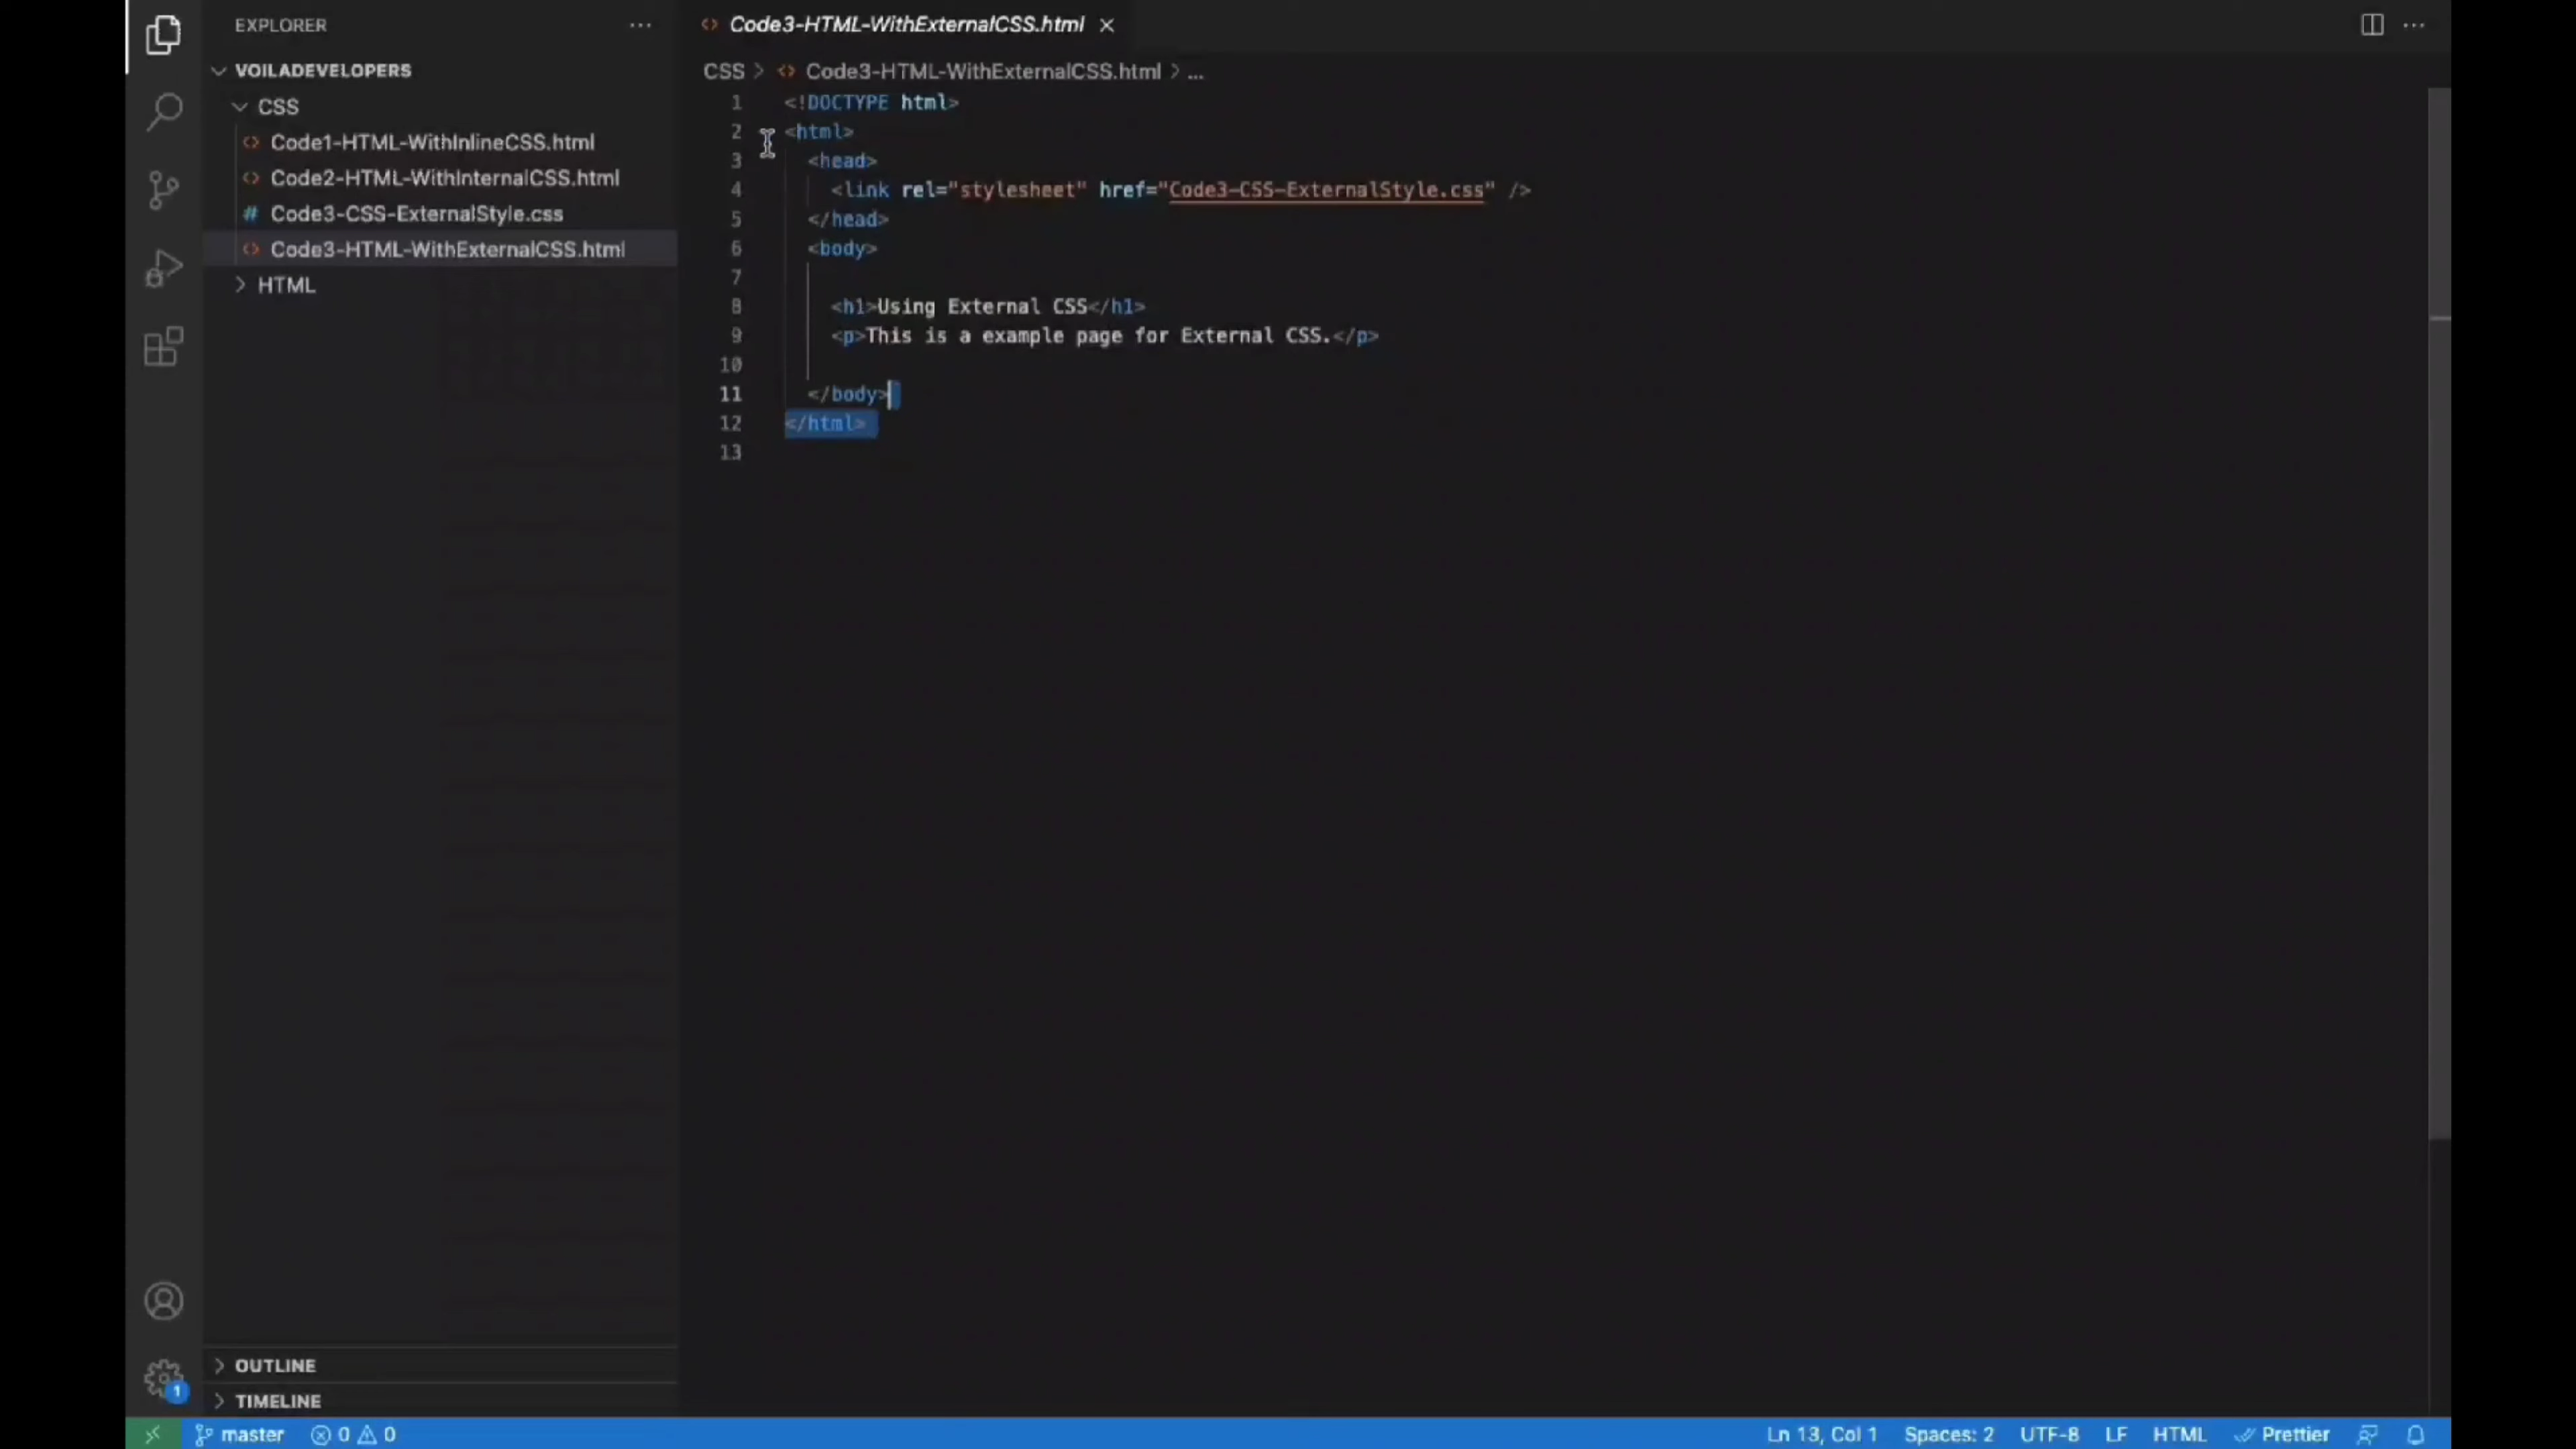 EXPLORER
VOILADEVELOPERS
CSS
Code1-HTML-WithInlineCSS.html
Code2-HTML-WithInternalCSS.html
# Code3-CSS-ExternalStyle.css
Code3-HTML-WithExternalCSS.html
HTML
OUTLINE
TIMELINE
Code3-HTML-WithExternalCSS.html
CSS > Code3-HTML-WithExternalCSS.html > ...
1 <!DOCTYPE html>
2 <html>
3 <head>
4 <link rel="stylesheet" href="Code3-CSS-ExternalStyle.css" />
5 </head>
6 <body>
7
8 <h1>Using External CSS</h1>
9 <p>This is a example page for External CSS.</p>
10
11 </body>
12 </html>
13
1
master 0 0 Ln 13, Col 1 Spaces: 2 UTF-8 LF HTML Prettier